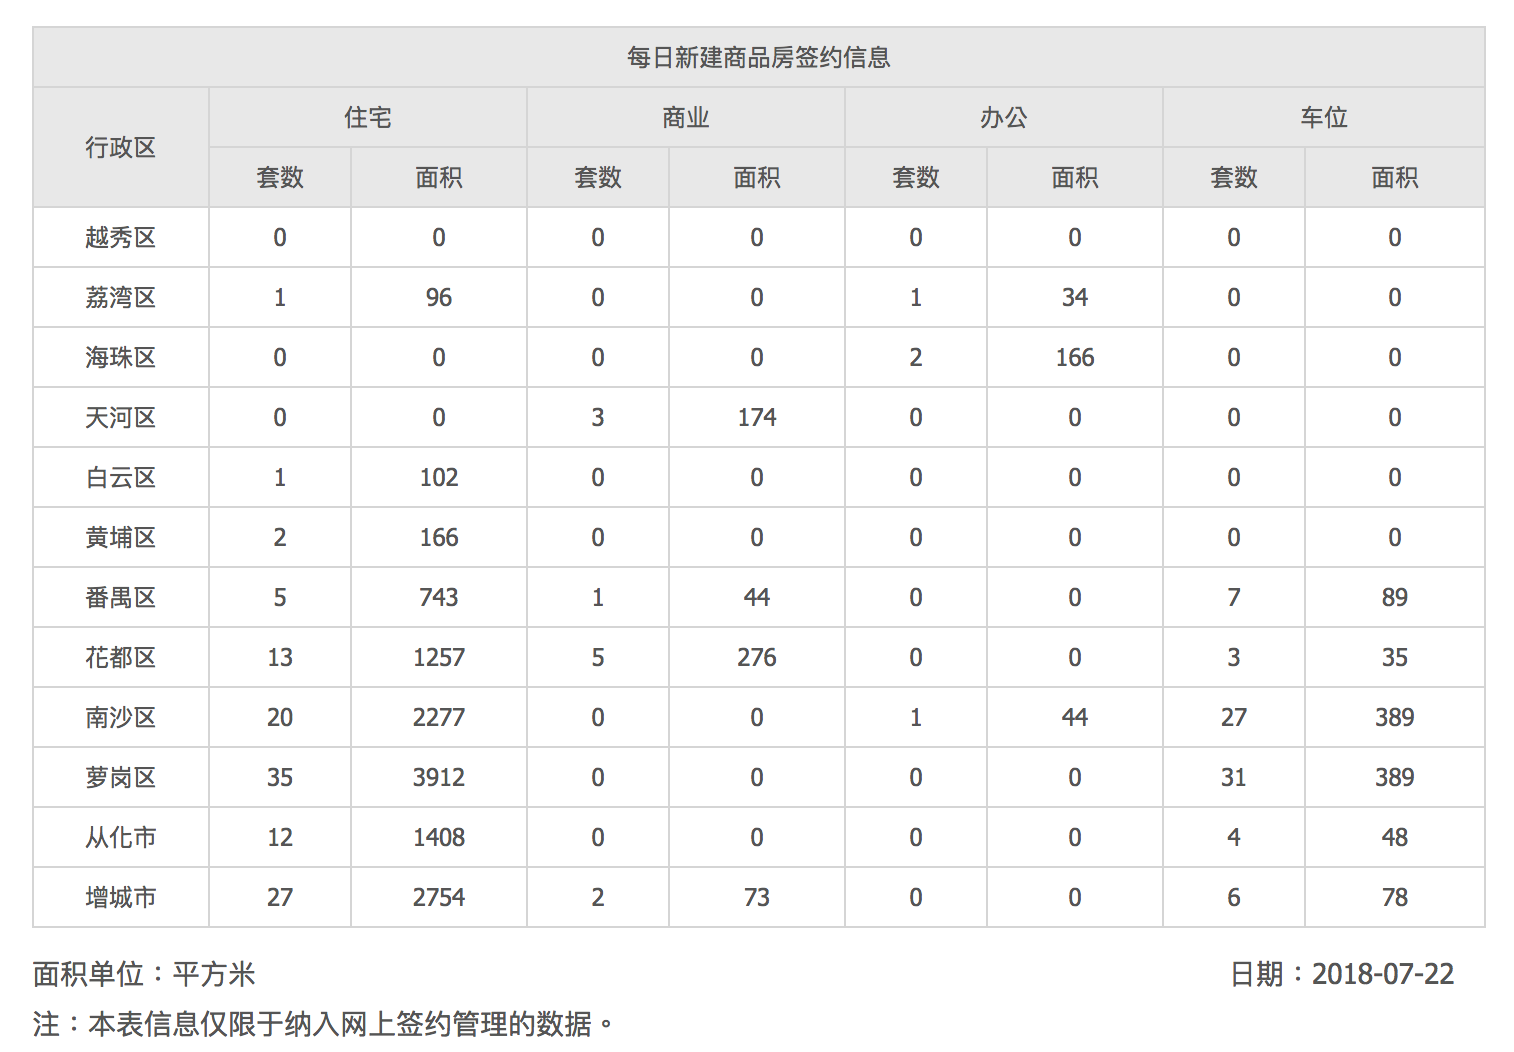 每日新建商品房签约信息
行政区 住宅 商业 办公 车位
套数 面积 套数 面积 套数 面积 套数 面积
越秀区 0 0 0 0 0 0 0 0
荔湾区 1 96 0 0 1 34 0 0
海珠区 0 0 0 0 2 166 0 0
天河区 0 0 3 174 0 0 0 0
白云区 1 102 0 0 0 0 0 0
黄埔区 2 166 0 0 0 0 0 0
番禺区 5 743 1 44 0 0 7 89
花都区 13 1257 5 276 0 0 3 35
南沙区 20 2277 0 0 1 44 27 389
萝岗区 35 3912 0 0 0 0 31 389
从化市 12 1408 0 0 0 0 4 48
增城市 27 2754 2 73 0 0 6 78
面积单位：平方米 日期：2018-07-22
注：本表信息仅限于纳入网上签约管理的数据。